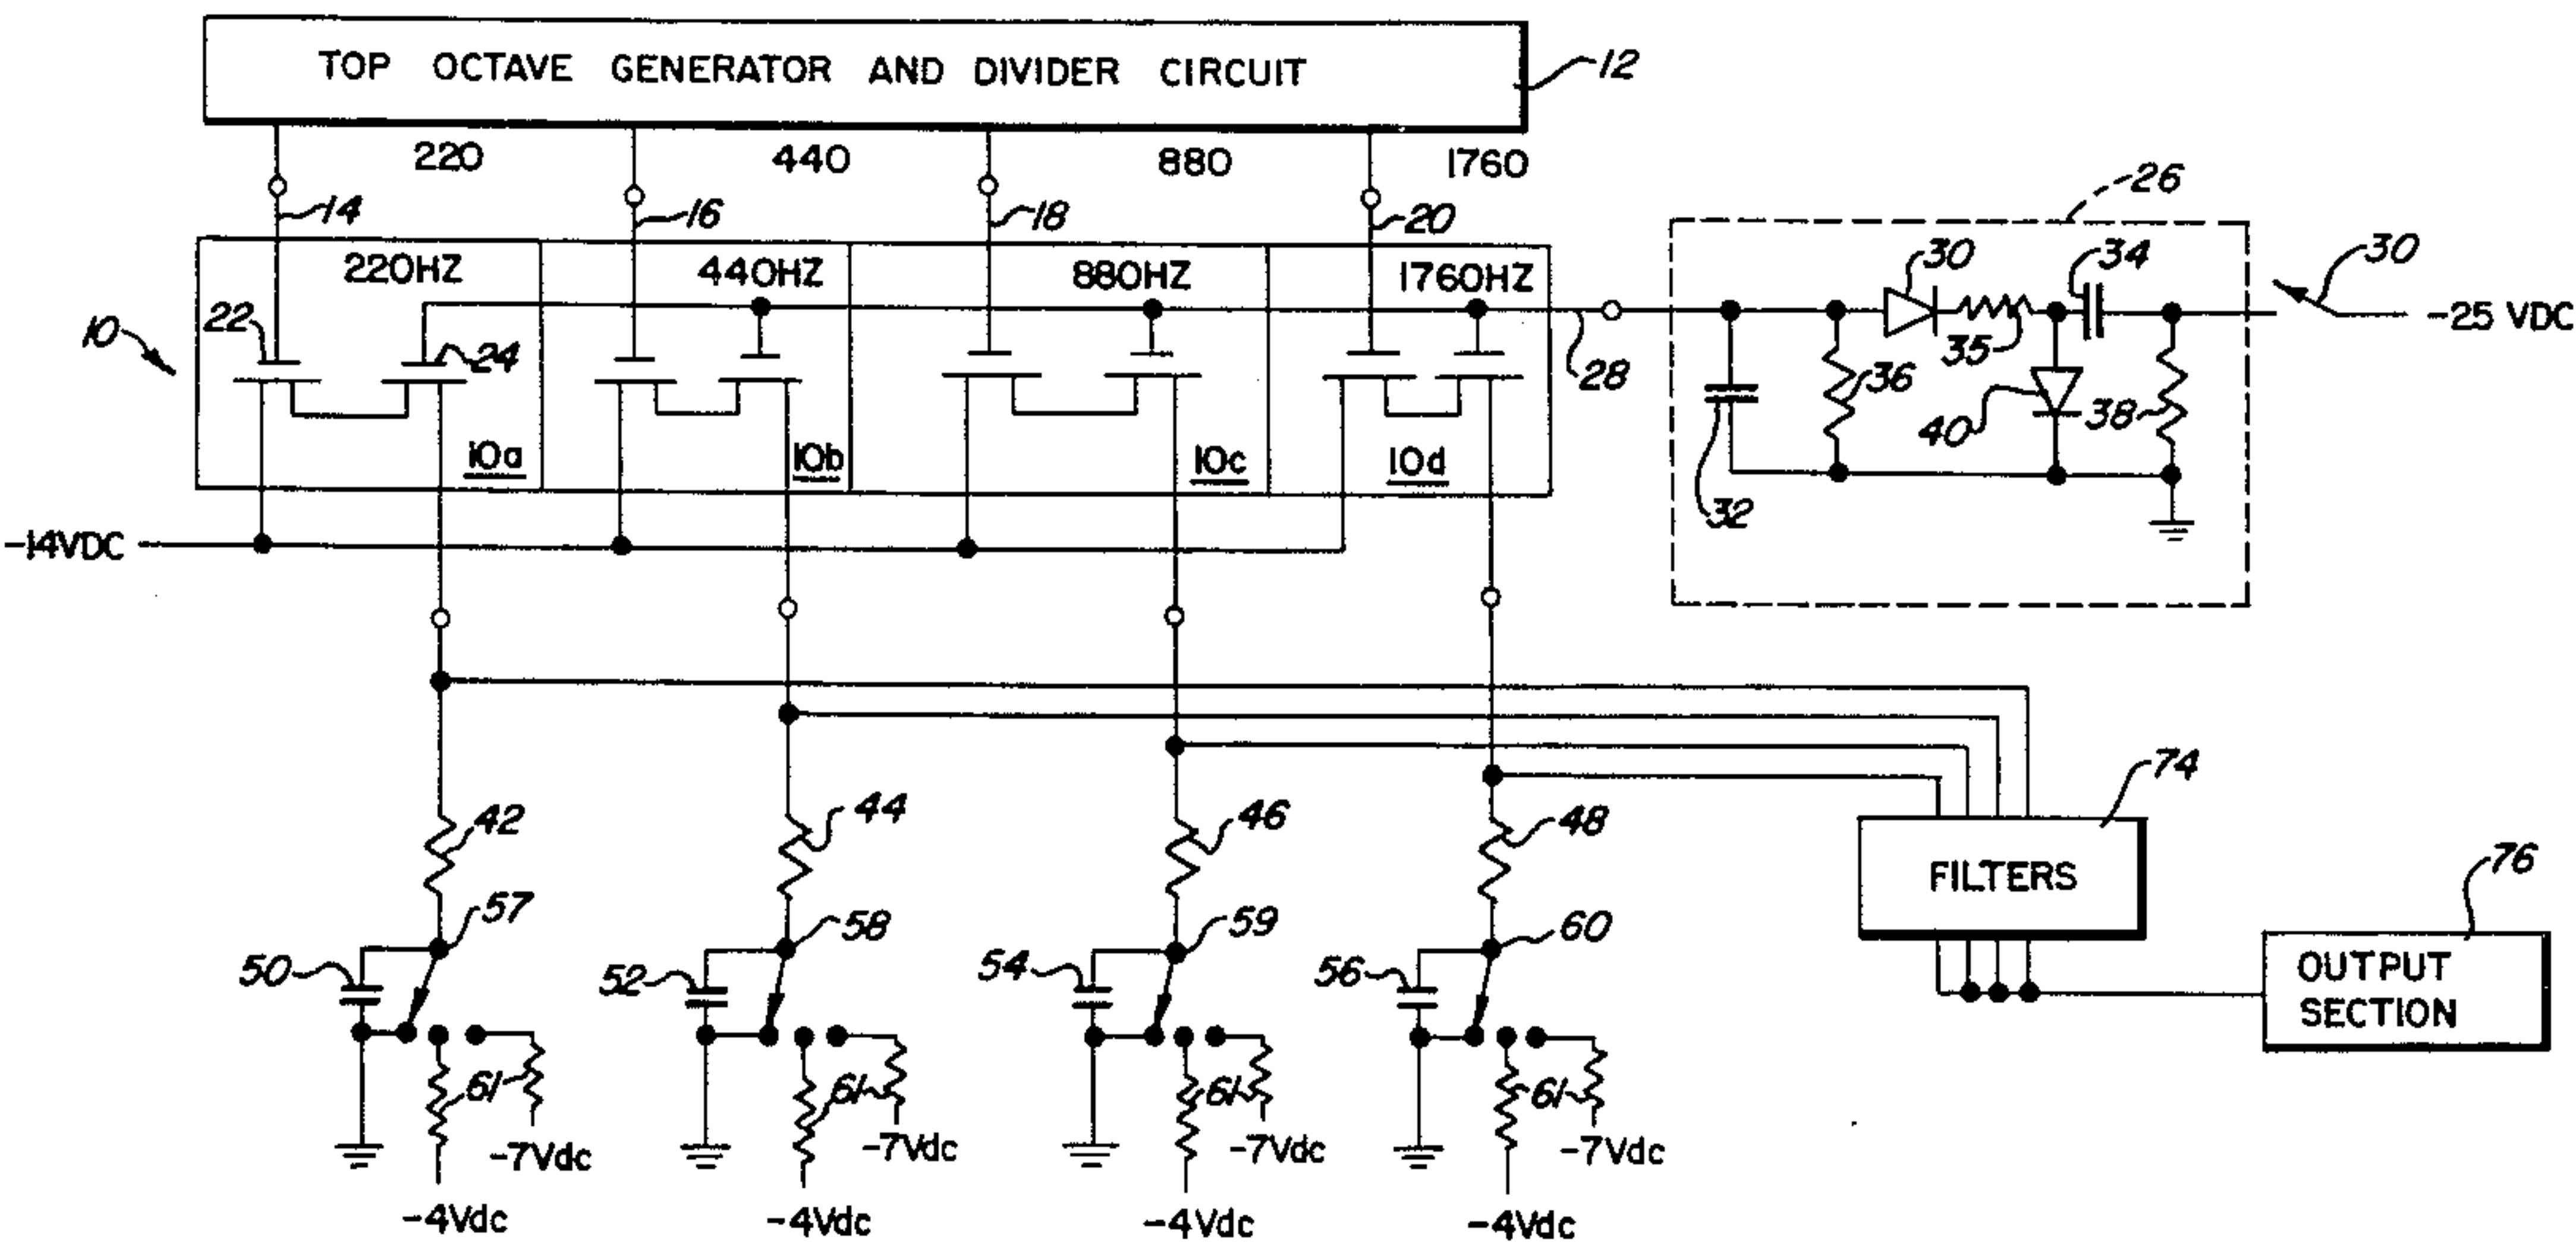 TOP OCTAVE GENERATOR AND DIVIDER CIRCUIT
12
220 440 880 1760
14 16 18 20
26
220HZ 440HZ 880HZ 1760HZ
30 34 30
10
22
24
28
35
36
-25 VDC
40
38
10a 10b 10c 10d
32
-14VDC
74
42 44 46 48
FILTERS
76
57 58 59 60
50 52 54 56
OUTPUT
SECTION
61 61 61 61
-7Vdc -7Vdc -7Vdc -7Vdc
-4Vdc -4Vdc -4Vdc -4Vdc